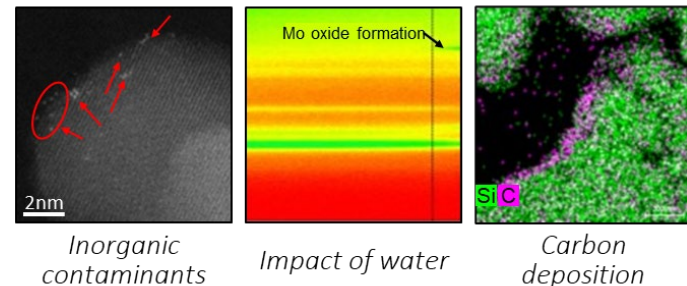 2nm
Mo oxide formation
Si C
Inorganic
contaminants
Impact of water
Carbon
deposition